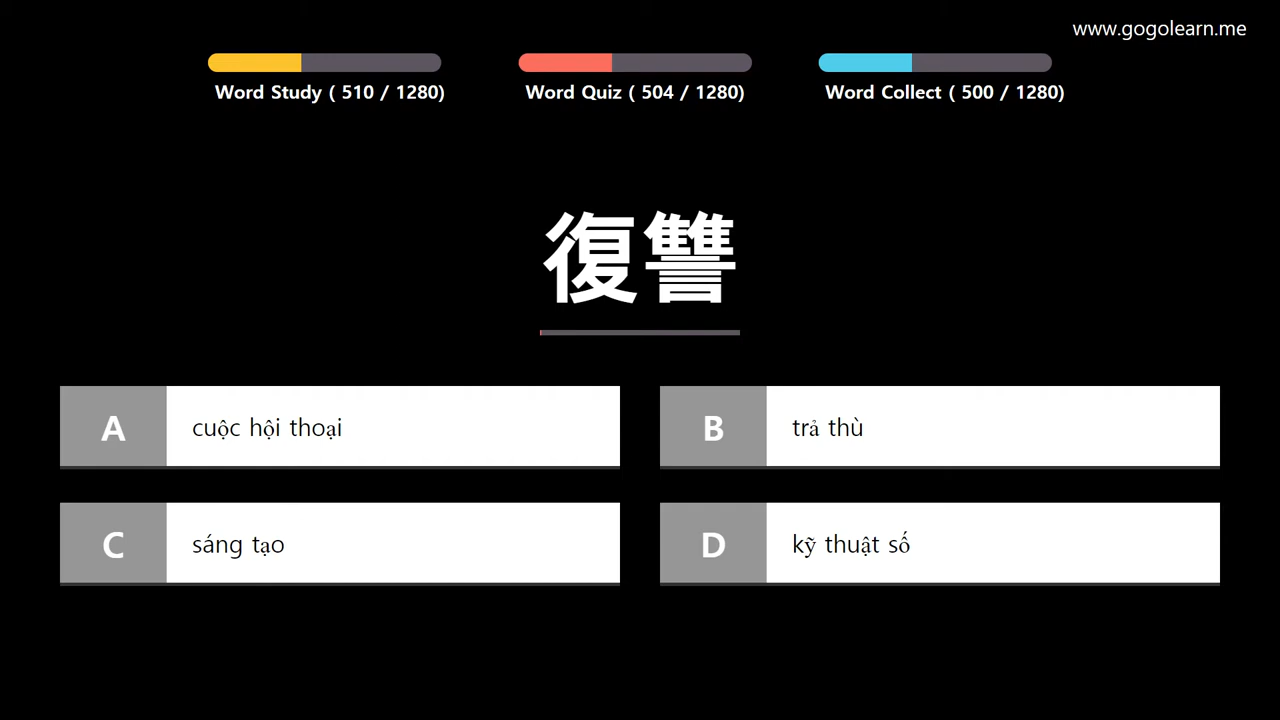 www.gogolearn.me
Word Study ( 510 / 1280)
Word Quiz ( 504 / 1280)
Word Collect ( 500 / 1280)
復讐
A cuộc hội thoại
B trả thù
C sáng tạo
D kỹ thuật số